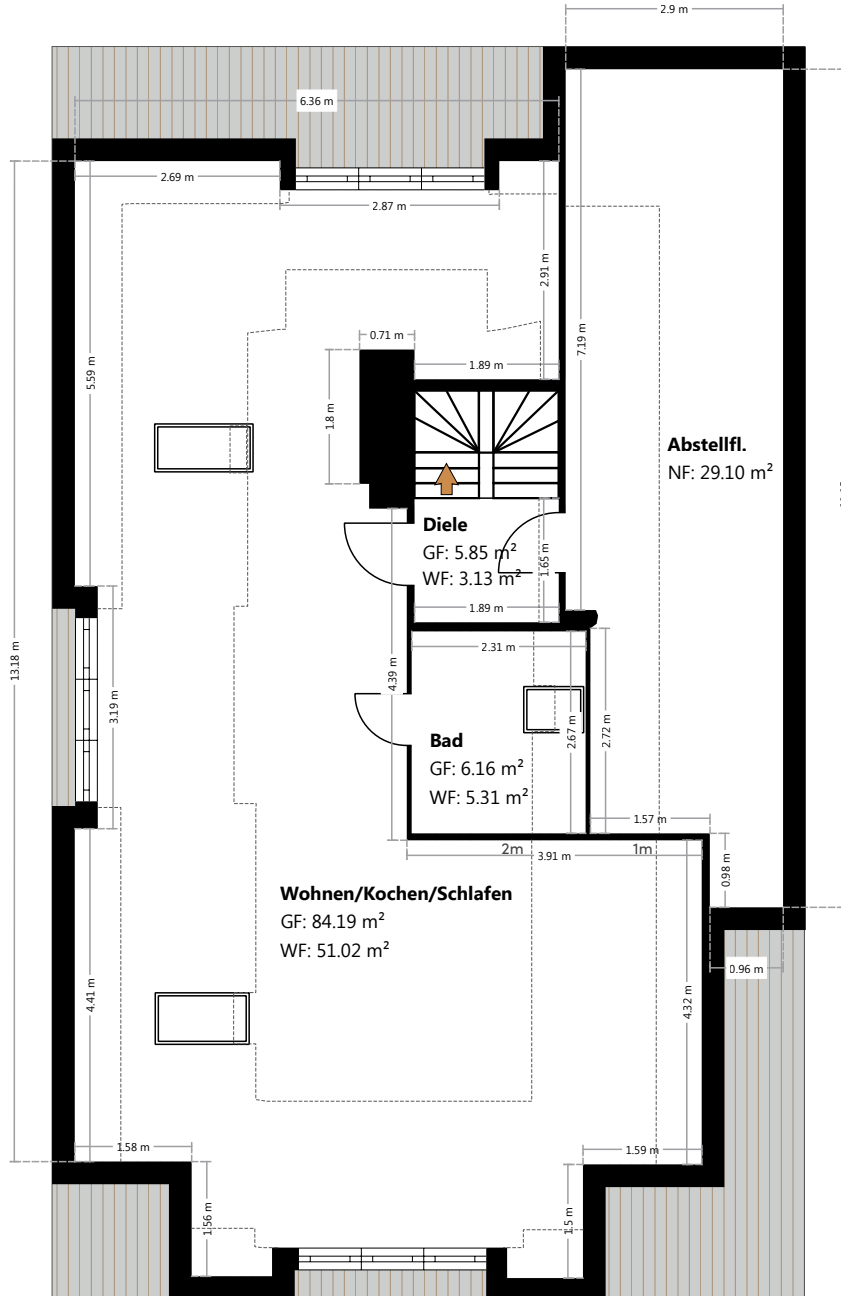 2.9 m
6.36 m
2.69 m
2.87 m
2.91 m
0.71 m
1.89 m
7.19 m
5.59 m
1.8 m
Abstellfl.
NF: 29.10 m²
Diele
GF: 5.85 m²
WF: 3.13 m²
1.65 m
1.89 m
2.31 m
13.18 m
3.19 m
4.39 m
2.67 m
2.72 m
Bad
GF: 6.16 m²
WF: 5.31 m²
1.57 m
2m
3.91 m
1m
0.98 m
Wohnen/Kochen/Schlafen
GF: 84.19 m²
WF: 51.02 m²
0.96 m
4.41 m
4.32 m
1.58 m
1.59 m
1.56 m
1.5 m